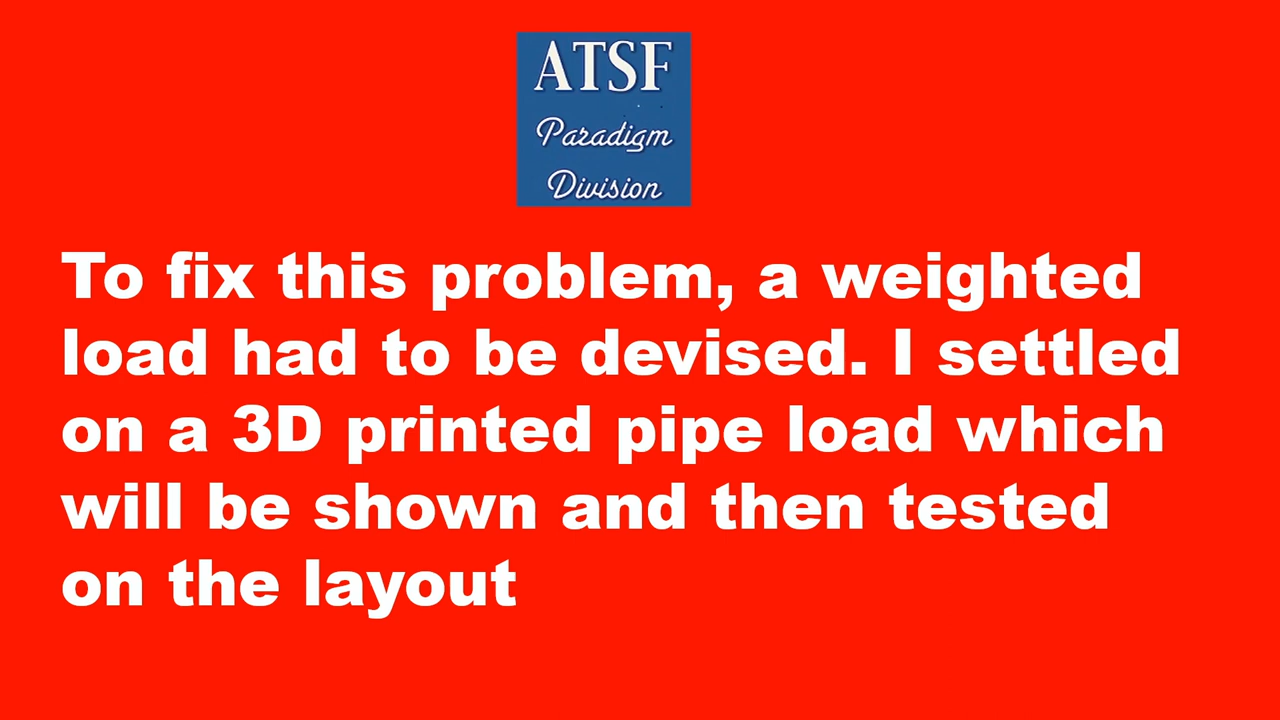 ATSF
Paradigm
Division
To fix this problem, a weighted
load had to be devised. I settled
on a 3D printed pipe load which
will be shown and then tested
on the layout